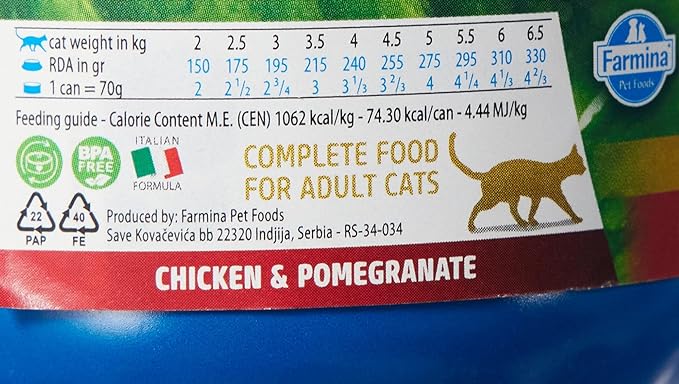 cat weight in kg 2 2.5 3 3.5 4 4.5 5 5.5 6 6.5
RDA in gr 150 175 195 215 240 255 275 295 310 330
1 can = 70g 2 2 1/2 2 3/4 3 3 1/3 3 2/3 4 4 1/4 4 1/3 4 2/3
Farmina
Pet Foods
Feeding guide - Calorie Content M.E. (CEN) 1062 kcal/kg - 74.30 kcal/can - 4.44 MJ/kg
BPA
FREE
ITALIAN
FORMULA
COMPLETE FOOD
FOR ADULT CATS
22
PAP
40
FE
Produced by: Farmina Pet Foods
Save Kovačevića bb 22320 Indjija, Serbia - RS-34-034
CHICKEN & POMEGRANATE